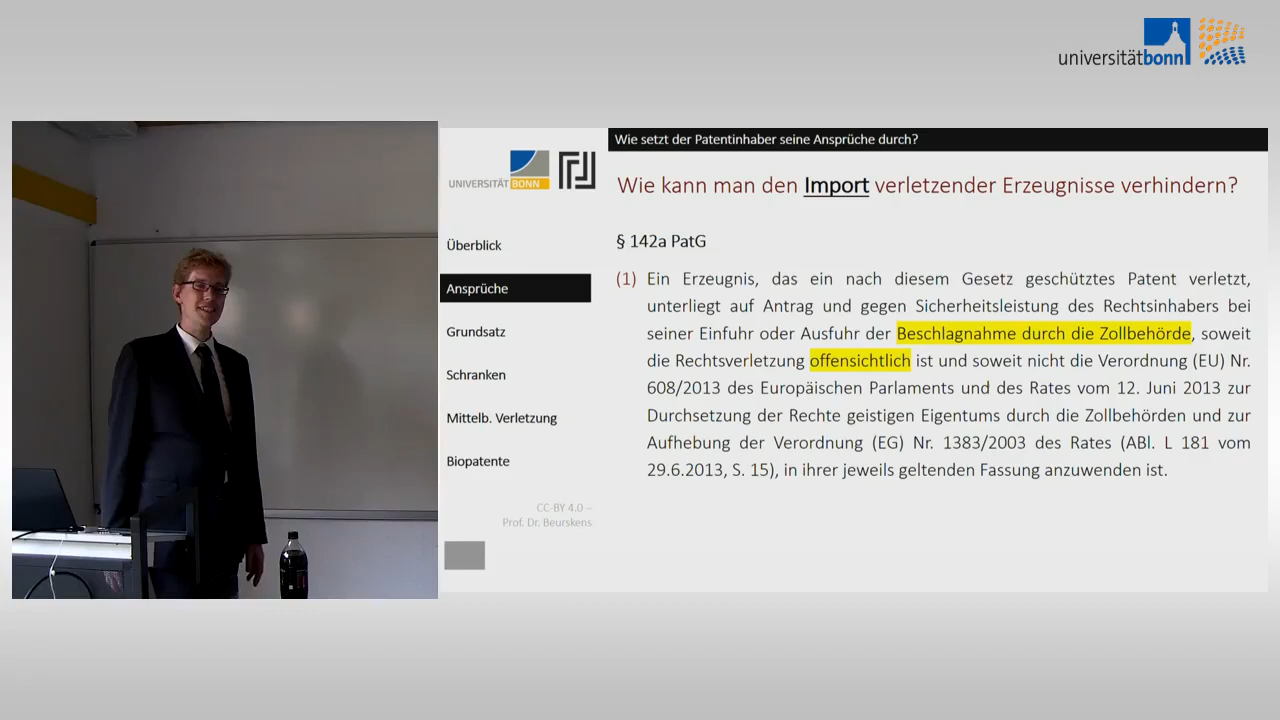 universitätbonn
Wie setzt der Patentinhaber seine Ansprüche durch?
UNIVERSITÄT BONN
Wie kann man den Import verletzender Erzeugnisse verhindern?
Überblick
Ansprüche
Grundsatz
Schranken
Mittelb. Verletzung
Biopatente
CC-BY 4.0 –
Prof. Dr. Beurskens
§ 142a PatG
(1) Ein Erzeugnis, das ein nach diesem Gesetz geschütztes Patent verletzt,
unterliegt auf Antrag und gegen Sicherheitsleistung des Rechtsinhabers bei
seiner Einfuhr oder Ausfuhr der Beschlagnahme durch die Zollbehörde, soweit
die Rechtsverletzung offensichtlich ist und soweit nicht die Verordnung (EU) Nr.
608/2013 des Europäischen Parlaments und des Rates vom 12. Juni 2013 zur
Durchsetzung der Rechte geistigen Eigentums durch die Zollbehörden und zur
Aufhebung der Verordnung (EG) Nr. 1383/2003 des Rates (ABl. L 181 vom
29.6.2013, S. 15), in ihrer jeweils geltenden Fassung anzuwenden ist.